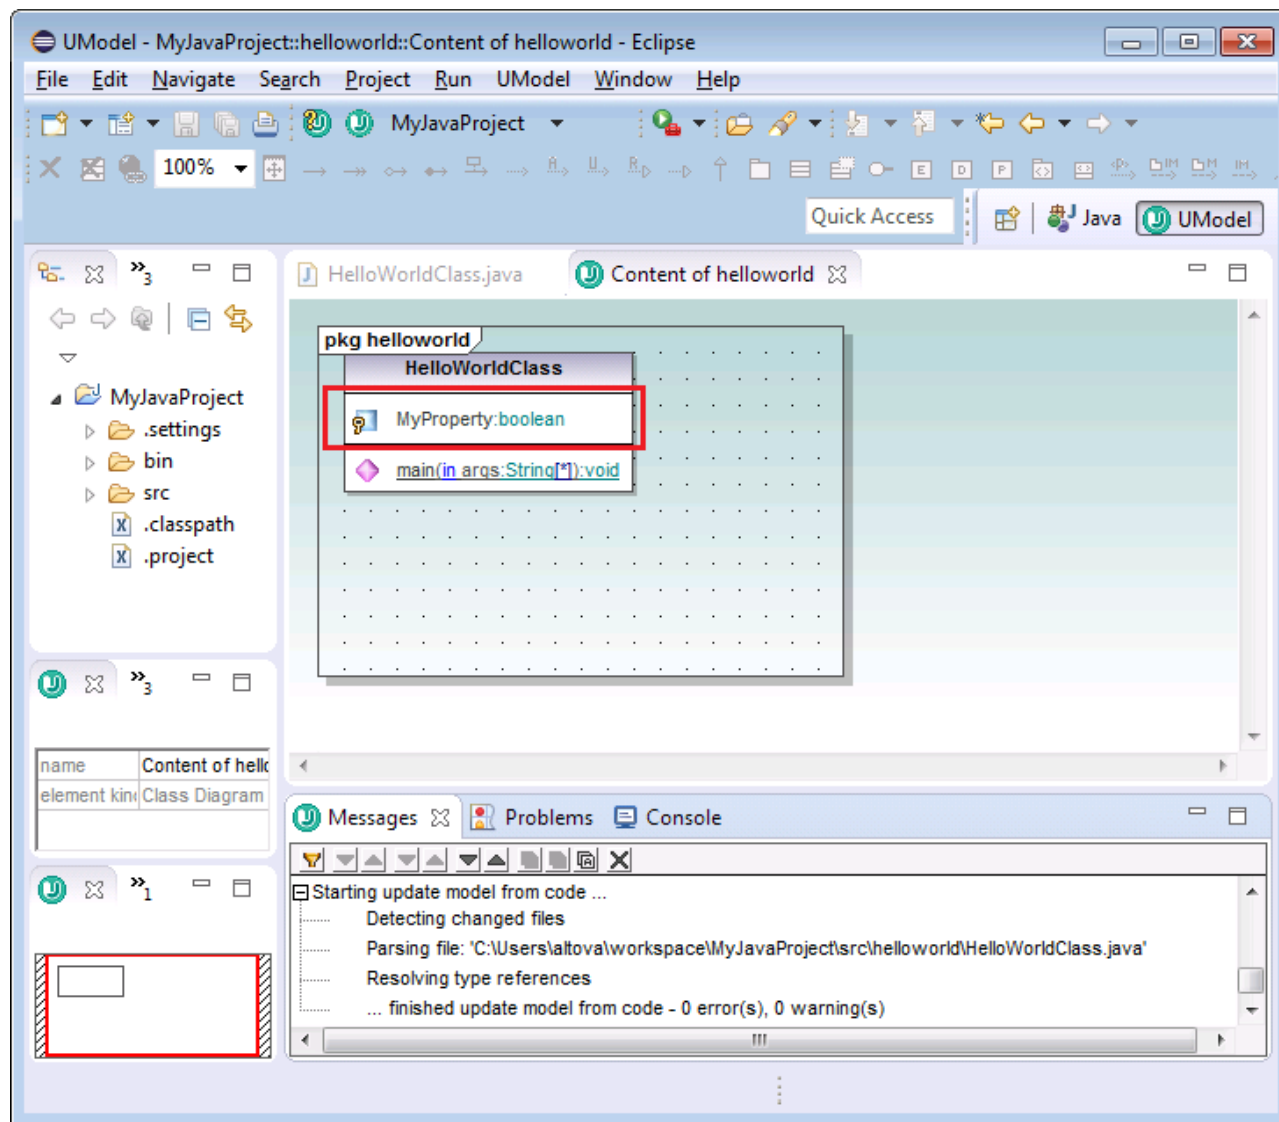 UModel - MyJavaProject::helloworld::Content of helloworld - Eclipse
File Edit Navigate Search Project Run UModel Window Help
MyJavaProject
100%
Quick Access
Java
UModel
3
HelloWorldClass.java
Content of helloworld
MyJavaProject
.settings
bin
src
.classpath
.project
pkg helloworld
HelloWorldClass
MyProperty:boolean
main(in args:String[*]):void
3
name Content of hellc
element kin Class Diagram
1
Messages Problems Console
Starting update model from code ...
Detecting changed files
Parsing file: 'C:\Users\altova\workspace\MyJavaProject\src\helloworld\HelloWorldClass.java'
Resolving type references
... finished update model from code - 0 error(s), 0 warning(s)